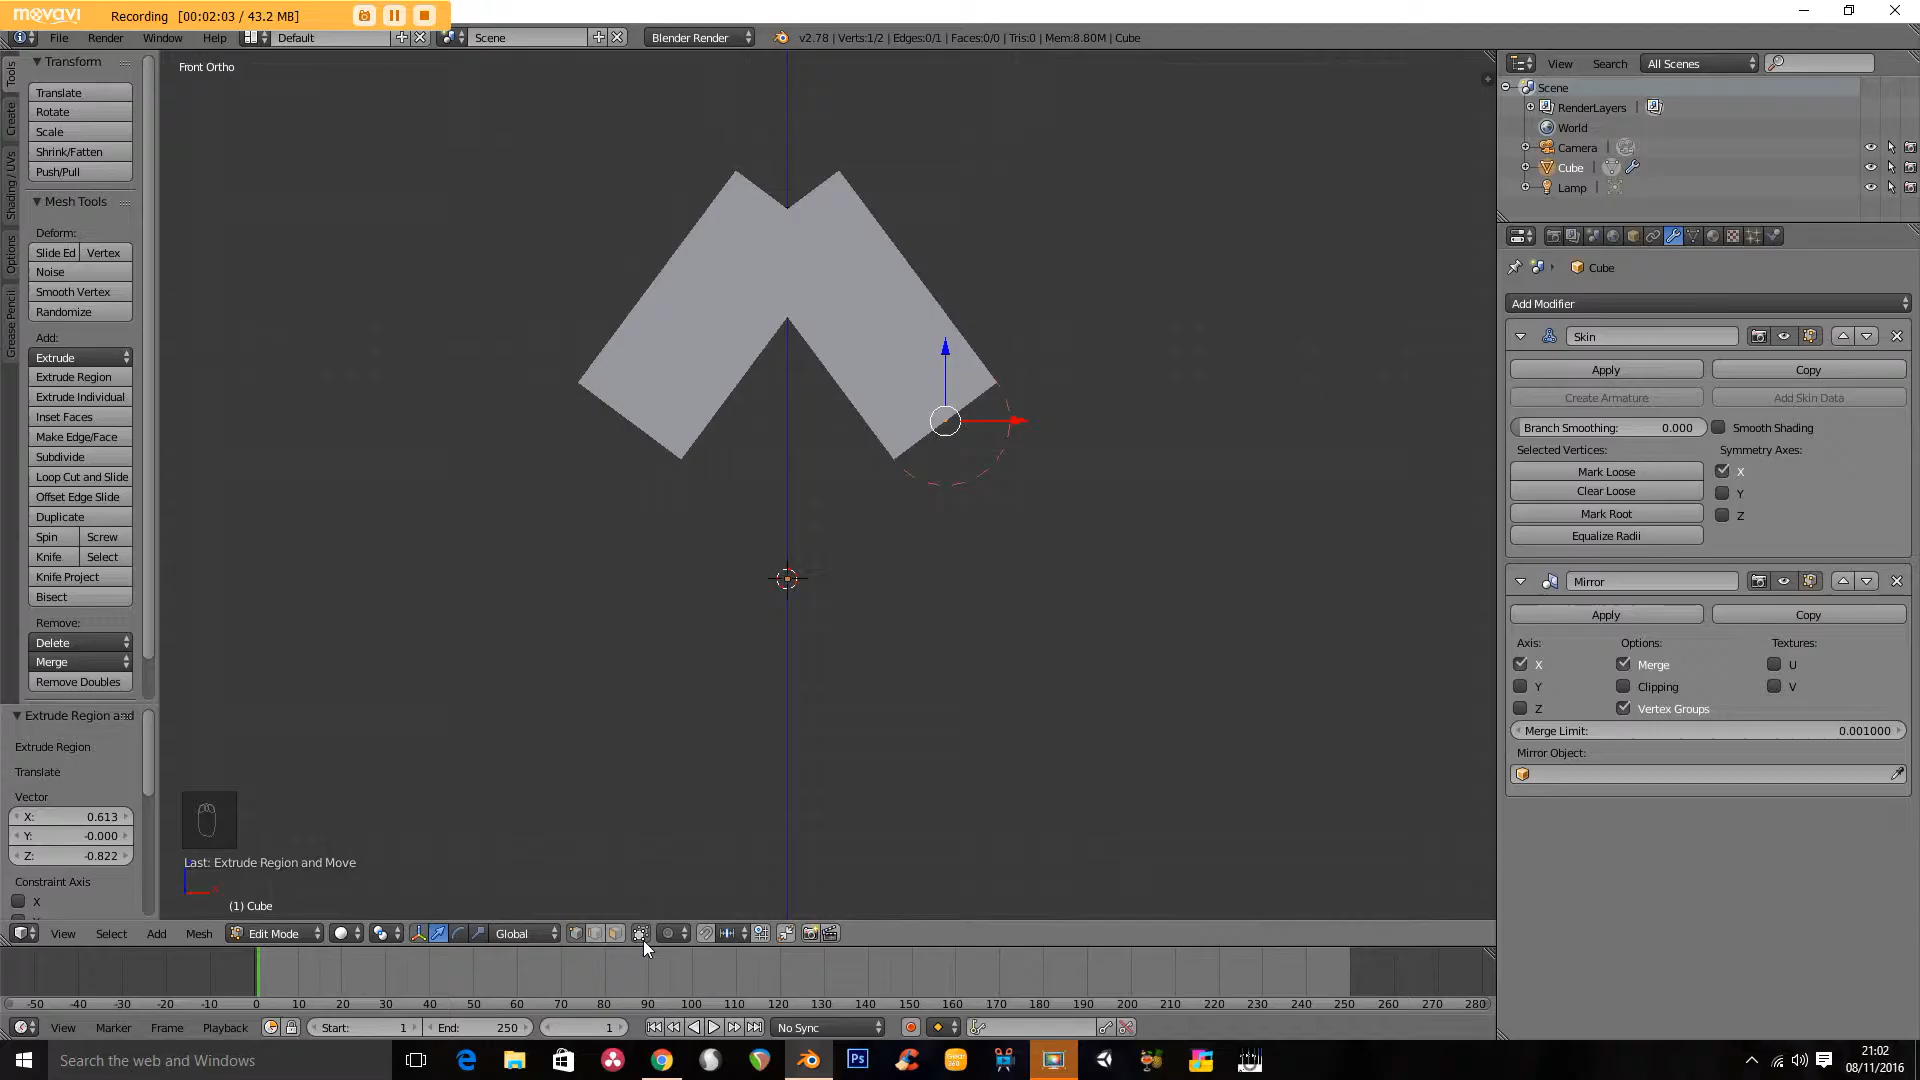 movavi Recording [00:02:03 / 43.2 MB]
File Render Window Help Default Scene Blender Render v2.78 | Verts:1/2 | Edges:0/1 | Faces:0/0 | Tris:0 | Mem:8.80M | Cube
Tools
Create
Shading / UVs
Options
Grease Pencil
Transform
Translate
Rotate
Scale
Shrink/Fatten
Push/Pull
Mesh Tools
Deform:
Slide Ed Vertex
Noise
Smooth Vertex
Randomize
Add:
Extrude
Extrude Region
Extrude Individual
Inset Faces
Make Edge/Face
Subdivide
Loop Cut and Slide
Offset Edge Slide
Duplicate
Spin Screw
Knife Select
Knife Project
Bisect
Remove:
Delete
Merge
Remove Doubles
Extrude Region and
Extrude Region
Translate
Vector
X: 0.613
Y: -0.000
Z: -0.822
Constraint Axis
X
Front Ortho
Last: Extrude Region and Move
(1) Cube
View Select Add Mesh Edit Mode Global
View Search All Scenes
Scene
RenderLayers
World
Camera
Cube
Lamp
Cube
Add Modifier
Skin
Apply Copy
Create Armature Add Skin Data
Branch Smoothing: 0.000 Smooth Shading
Selected Vertices: Symmetry Axes:
Mark Loose X
Clear Loose Y
Mark Root Z
Equalize Radii
Mirror
Apply Copy
Axis: Options: Textures:
X Merge U
Y Clipping V
Z Vertex Groups
Merge Limit: 0.001000
Mirror Object:
-50 -40 -30 -20 -10 0 10 20 30 40 50 60 70 80 90 100 110 120 130 140 150 160 170 180 190 200 210 220 230 240 250 260 270 280
View Marker Frame Playback Start: 1 End: 250 1 No Sync
Search the web and Windows
Ps
Gear 360
21:02
08/11/2016